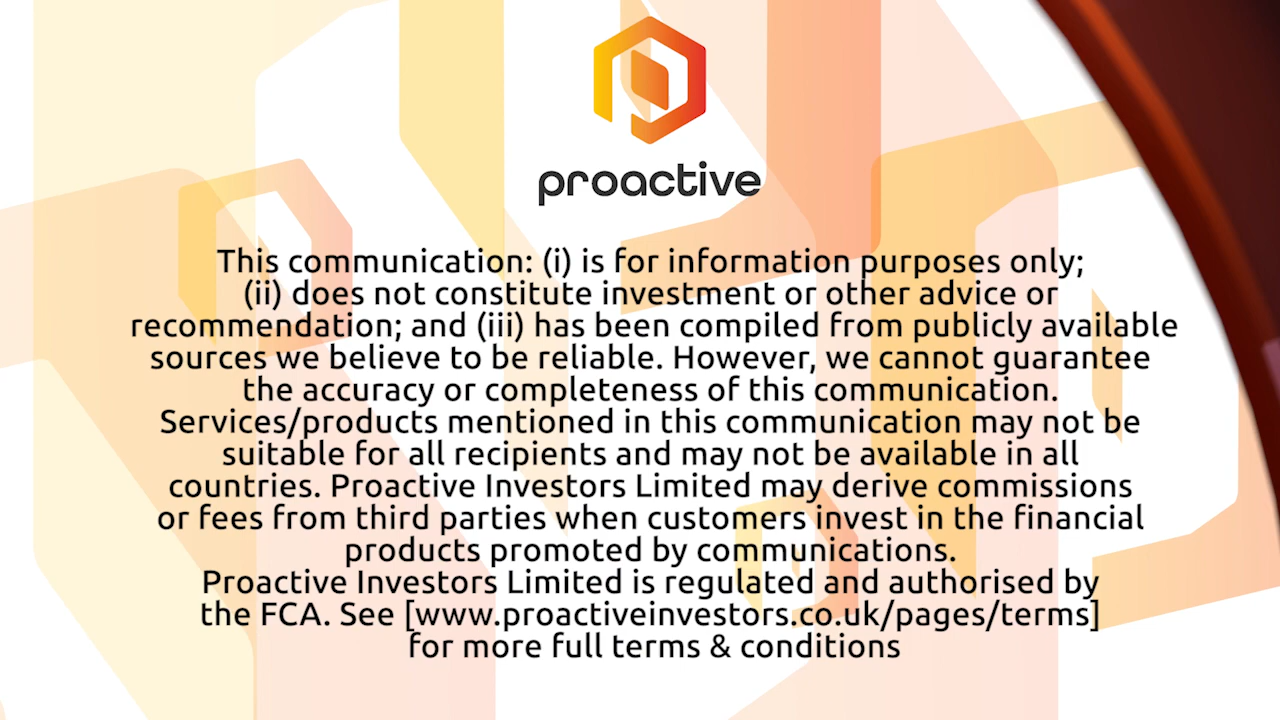 proactive
This communication: (i) is for information purposes only;
(ii) does not constitute investment or other advice or
recommendation; and (iii) has been compiled from publicly available
sources we believe to be reliable. However, we cannot guarantee
the accuracy or completeness of this communication.
Services/products mentioned in this communication may not be
suitable for all recipients and may not be available in all
countries. Proactive Investors Limited may derive commissions
or fees from third parties when customers invest in the financial
products promoted by communications.
Proactive Investors Limited is regulated and authorised by
the FCA. See [www.proactiveinvestors.co.uk/pages/terms]
for more full terms & conditions